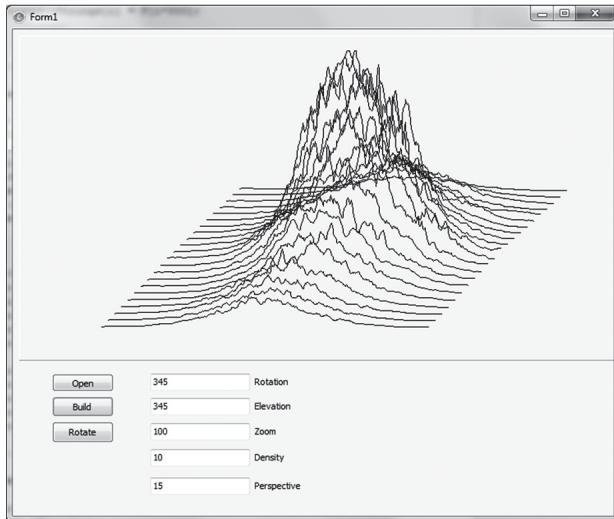 Form1
Open 345 Rotation
Build 345 Elevation
Rotate 100 Zoom
10 Density
15 Perspective